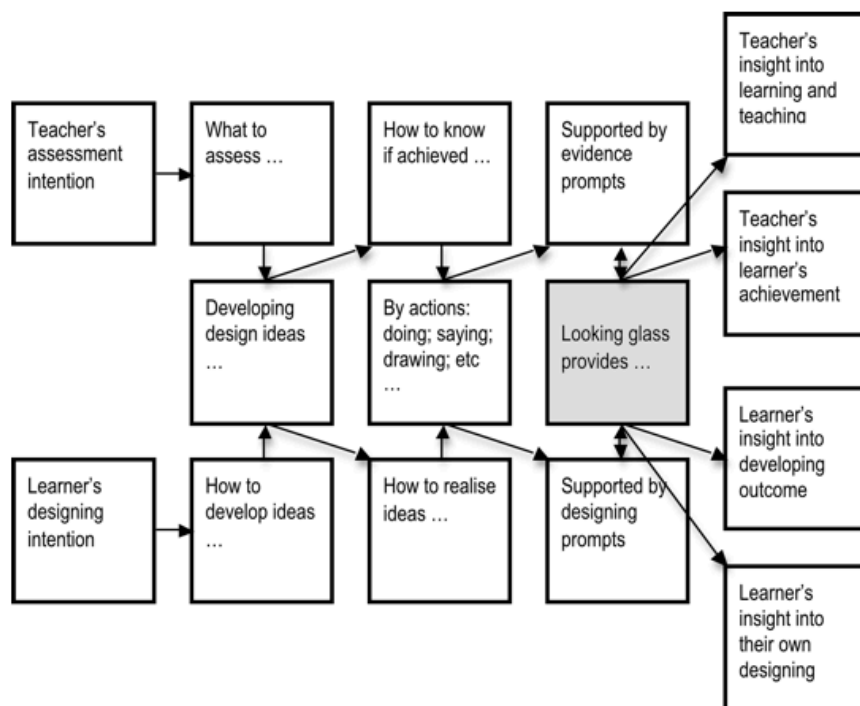 Teacher’s
insight into
learning and
teaching
Teacher’s
assessment
intention
What to
assess …
How to know
if achieved …
Supported by
evidence
prompts
Teacher’s
insight into
learner’s
achievement
Developing
design ideas
…
By actions:
doing; saying;
drawing; etc
…
Looking glass
provides …
Learner’s
insight into
developing
outcome
Learner’s
designing
intention
How to
develop ideas
…
How to realise
ideas …
Supported by
designing
prompts
Learner’s
insight into
their own
designing